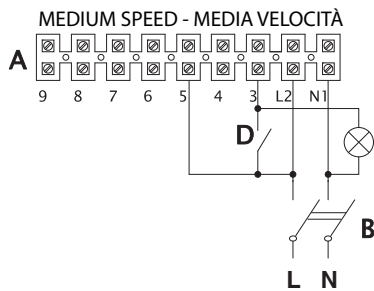 MEDIUM SPEED - MEDIA VELOCITÀ
A
9 8 7 6 5 4 3 L2 N1
D
B
L N